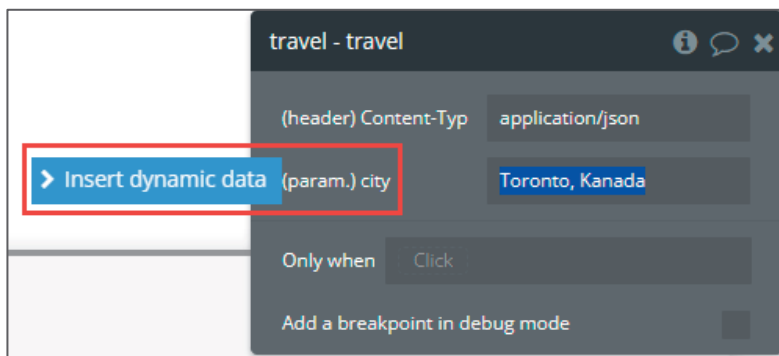 travel - travel
(header) Content-Typ application/json
Insert dynamic data (param.) city Toronto, Kanada
Only when Click
Add a breakpoint in debug mode